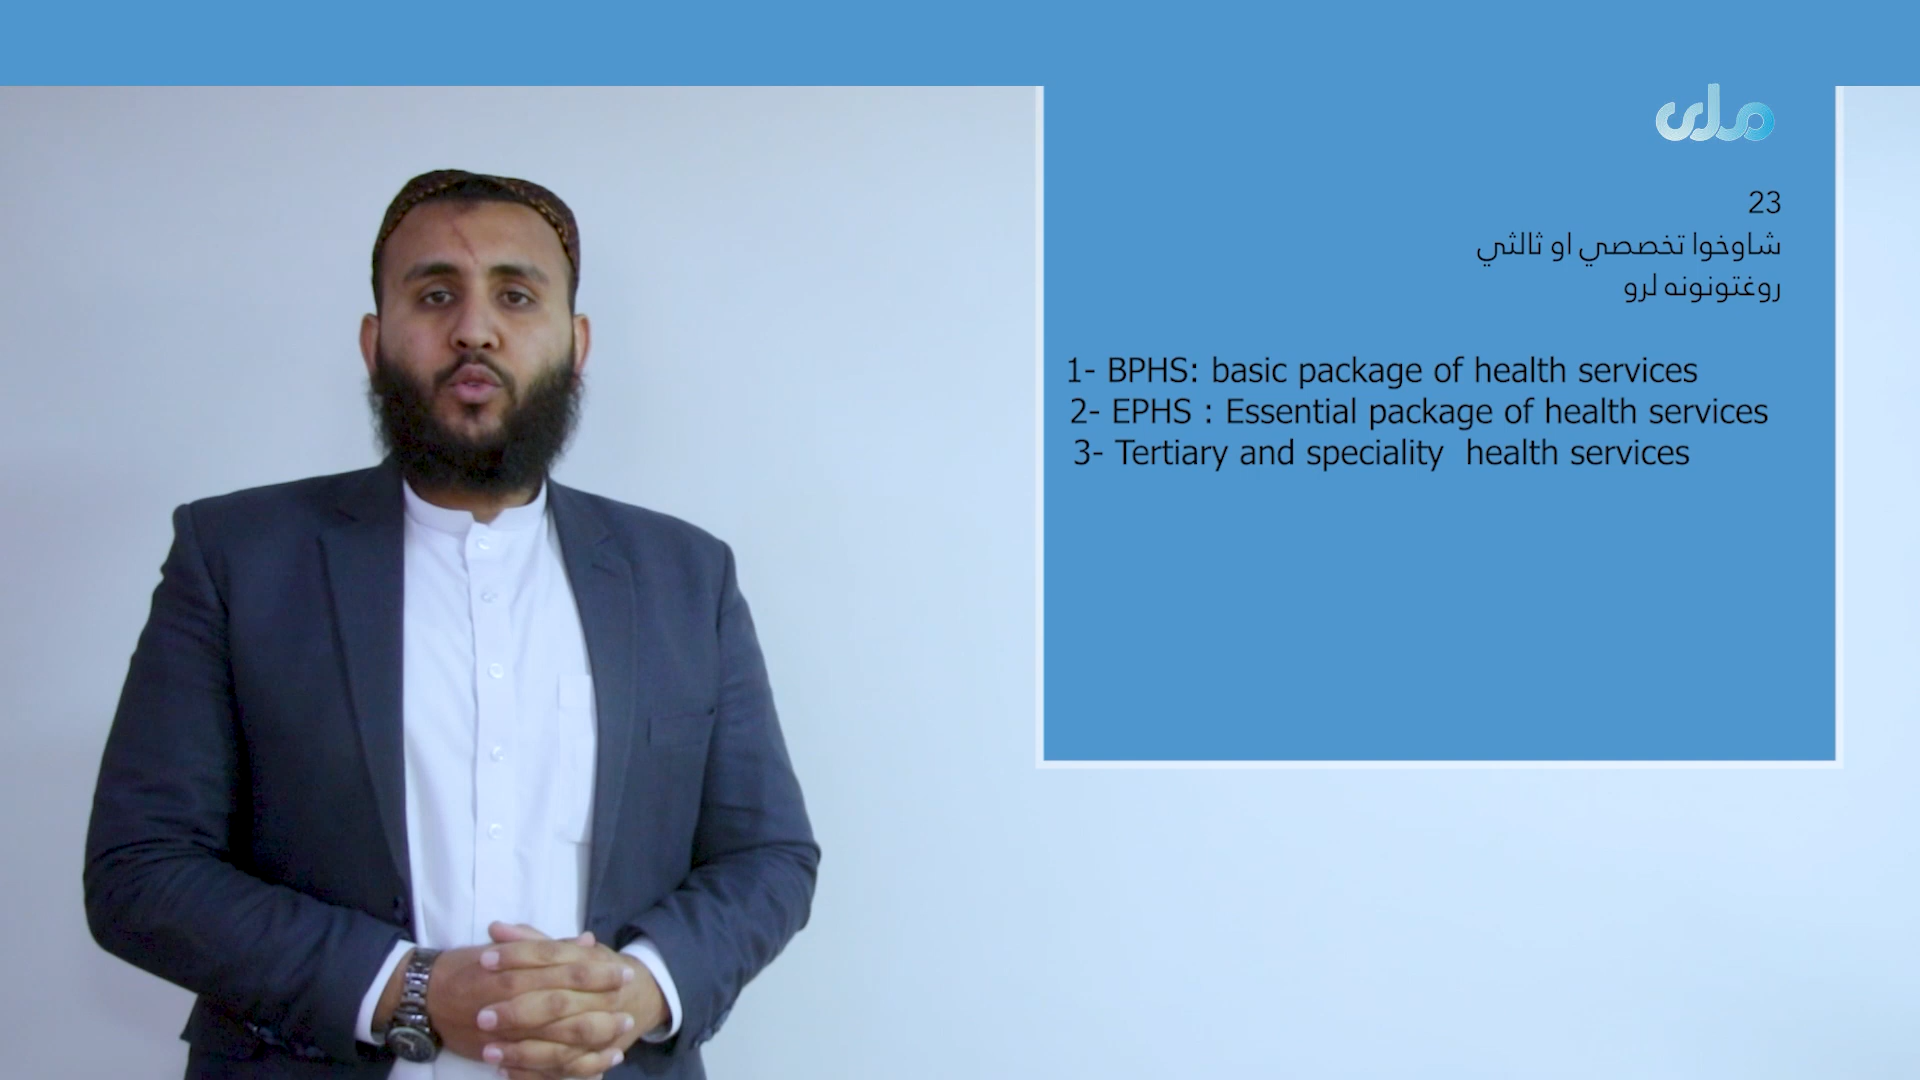 ملی
23
شاوخوا تخصصي او ثالثي
روغتونونه لرو
1- BPHS: basic package of health services
2- EPHS : Essential package of health services
3- Tertiary and speciality health services